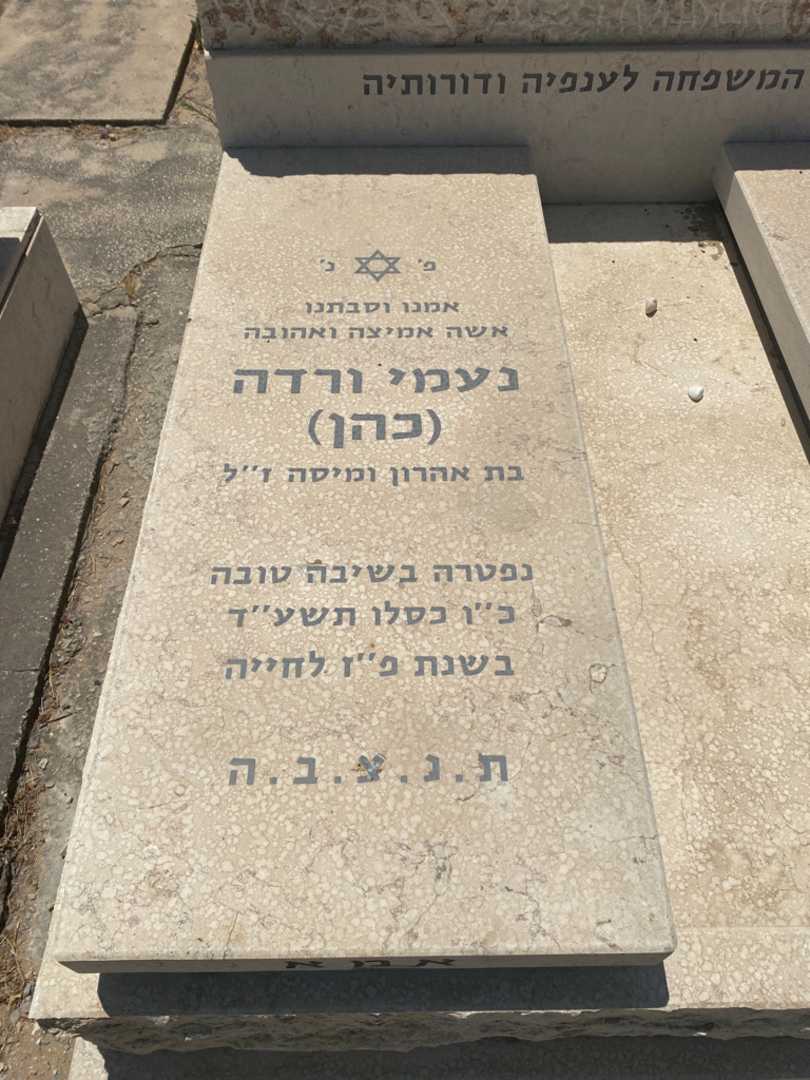 המשפחה לענפיה ודורותיה
פ' נ'
אמנו וסבתנו
אשה אמיצה ואהובה
נעמי ורדה
(כהן)
בת אהרון ומיסה ז''ל
נפטרה בשיבה טובה
כ''ו כסלו תשע''ד
בשנת פ''ז לחייה
ת.נ.צ.ב.ה
אמא